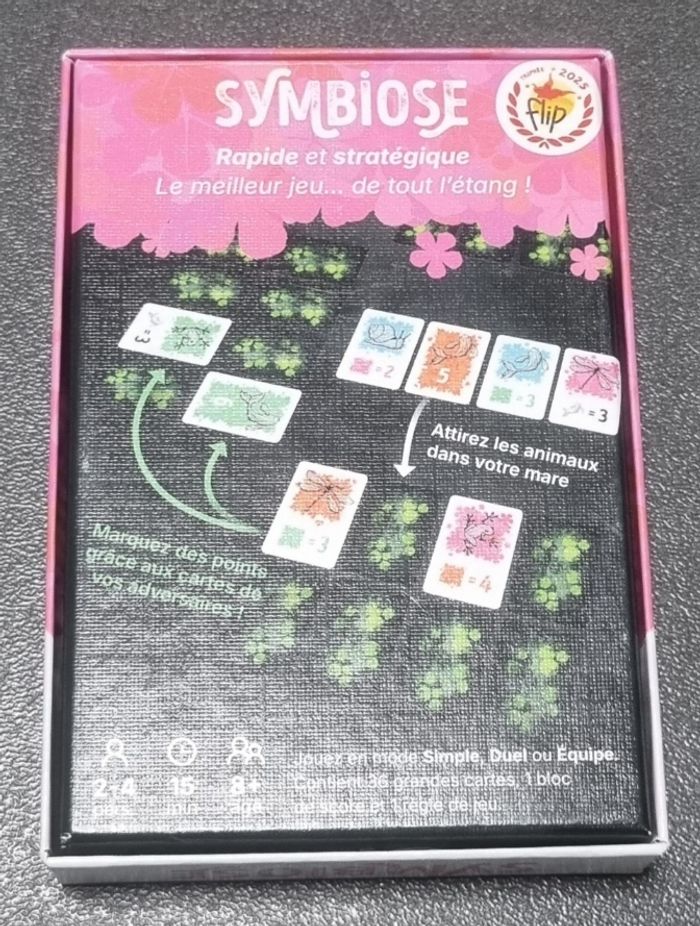 SYMBIOSE
TROPHÉE 2025
flip
Rapide et stratégique
Le meilleur jeu... de tout l'étang !
=3
=2
5
=3
=3
Attirez les animaux
dans votre mare
=3
=4
Marquez des points
grâce aux cartes de
vos adversaires !
2-4
15
8+
min
âge
Jouez en mode Simple, Duel ou Équipe.
Contient 36 grandes cartes, 1 bloc
de score et 1 règle de jeu.
SYMBIOSE